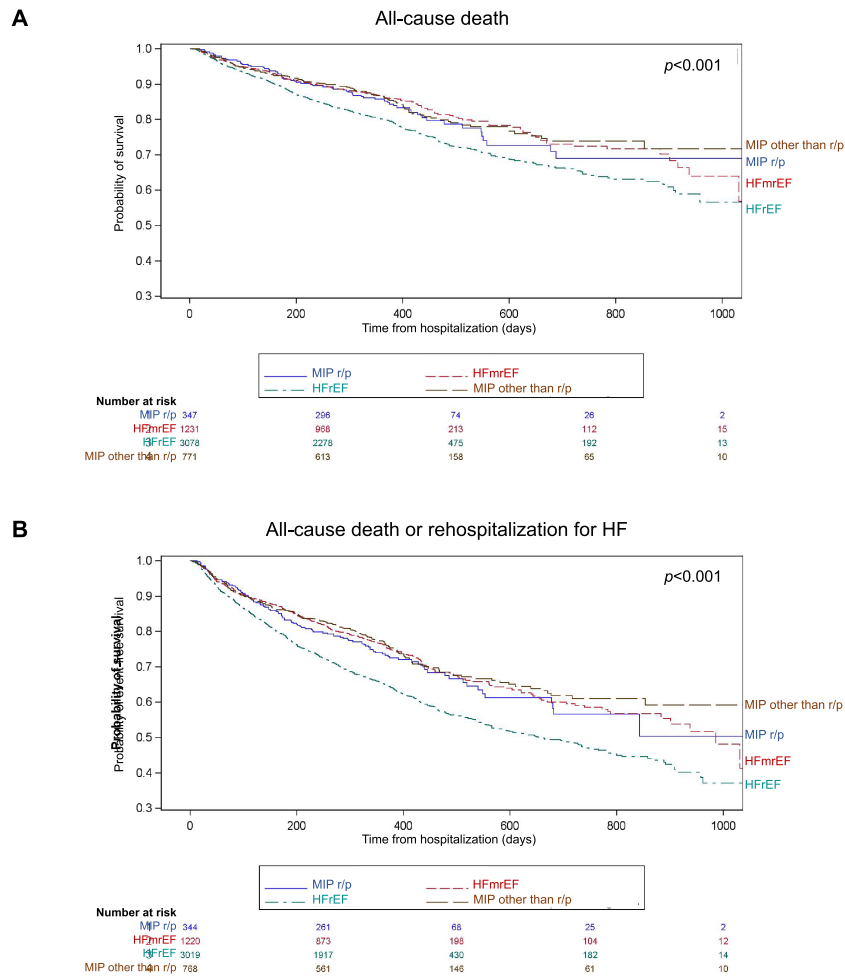 A
All-cause death
p<0.001
Probability of survival
1.0
0.9
0.8
0.7
0.6
0.5
0.4
0.3
MIP other than r/p
MIP r/p
HFmrEF
HFrEF
0 200 400 600 800 1000
Time from hospitalization (days)
MIP r/p HFmrEF
HFrEF MIP other than r/p
Number at risk
MIP r/p 347 296 74 26 2
HFmrEF 1231 968 213 112 15
HFrEF 3078 2278 475 192 13
MIP other than r/p 771 613 158 65 10
B
All-cause death or rehospitalization for HF
p<0.001
Probability of survival
1.0
0.9
0.8
0.7
0.6
0.5
0.4
0.3
MIP other than r/p
MIP r/p
HFmrEF
HFrEF
0 200 400 600 800 1000
Time from hospitalization (days)
MIP r/p HFmrEF
HFrEF MIP other than r/p
Number at risk
MIP r/p 344 261 68 25 2
HFmrEF 1220 873 198 104 12
HFrEF 3019 1917 430 182 14
MIP other than r/p 768 561 146 61 10